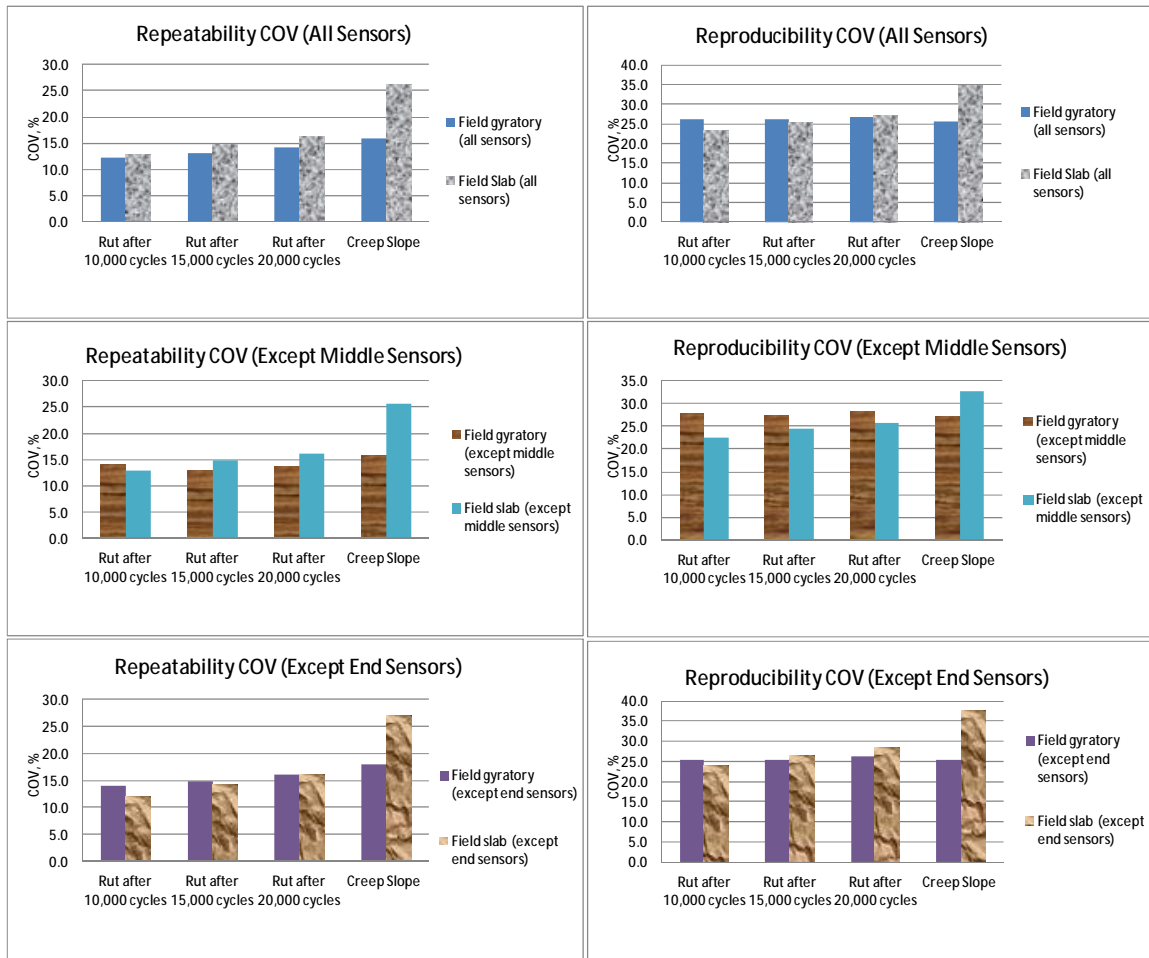 Repeatability COV (All Sensors)
COV, %
30.0
25.0
20.0
15.0
10.0
5.0
0.0
Rut after
10,000 cycles
Rut after
15,000 cycles
Rut after
20,000 cycles
Creep Slope
Field gyratory
(all sensors)
Field Slab (all
sensors)
Reproducibility COV (All Sensors)
COV, %
40.0
35.0
30.0
25.0
20.0
15.0
10.0
5.0
0.0
Rut after
10,000 cycles
Rut after
15,000 cycles
Rut after
20,000 cycles
Creep Slope
Field gyratory
(all sensors)
Field Slab (all
sensors)
Repeatability COV (Except Middle Sensors)
COV, %
30.0
25.0
20.0
15.0
10.0
5.0
0.0
Rut after
10,000 cycles
Rut after
15,000 cycles
Rut after
20,000 cycles
Creep Slope
Field gyratory
(except middle
sensors)
Field slab (except
middle sensors)
Reproducibility COV (Except Middle Sensors)
COV, %
35.0
30.0
25.0
20.0
15.0
10.0
5.0
0.0
Rut after
10,000 cycles
Rut after
15,000 cycles
Rut after
20,000 cycles
Creep Slope
Field gyratory
(except middle
sensors)
Field slab (except
middle sensors)
Repeatability COV (Except End Sensors)
COV, %
30.0
25.0
20.0
15.0
10.0
5.0
0.0
Rut after
10,000 cycles
Rut after
15,000 cycles
Rut after
20,000 cycles
Creep Slope
Field gyratory
(except end sensors)
Field slab (except
end sensors)
Reproducibility COV (Except End Sensors)
COV, %
40.0
35.0
30.0
25.0
20.0
15.0
10.0
5.0
0.0
Rut after
10,000 cycles
Rut after
15,000 cycles
Rut after
20,000 cycles
Creep Slope
Field gyratory
(except end
sensors)
Field slab (except
end sensors)